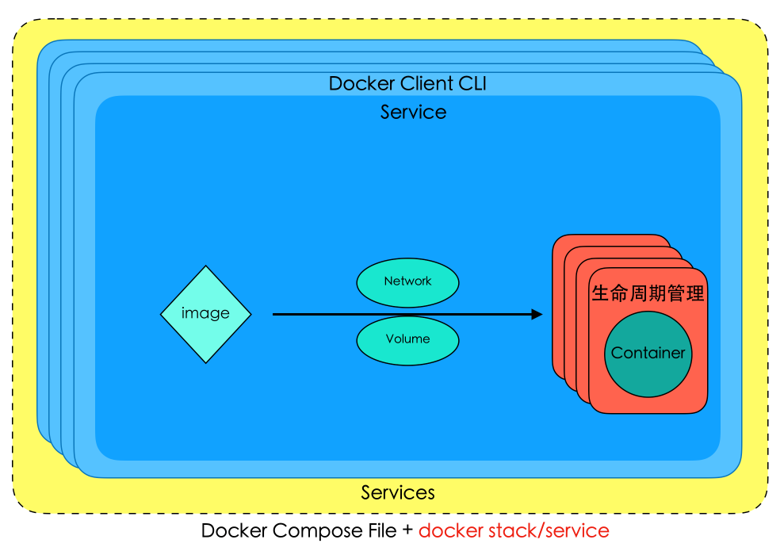 Docker Client CLI
Service
Network
image
Volume
生命周期管理
Container
Services
Docker Compose File + docker stack/service